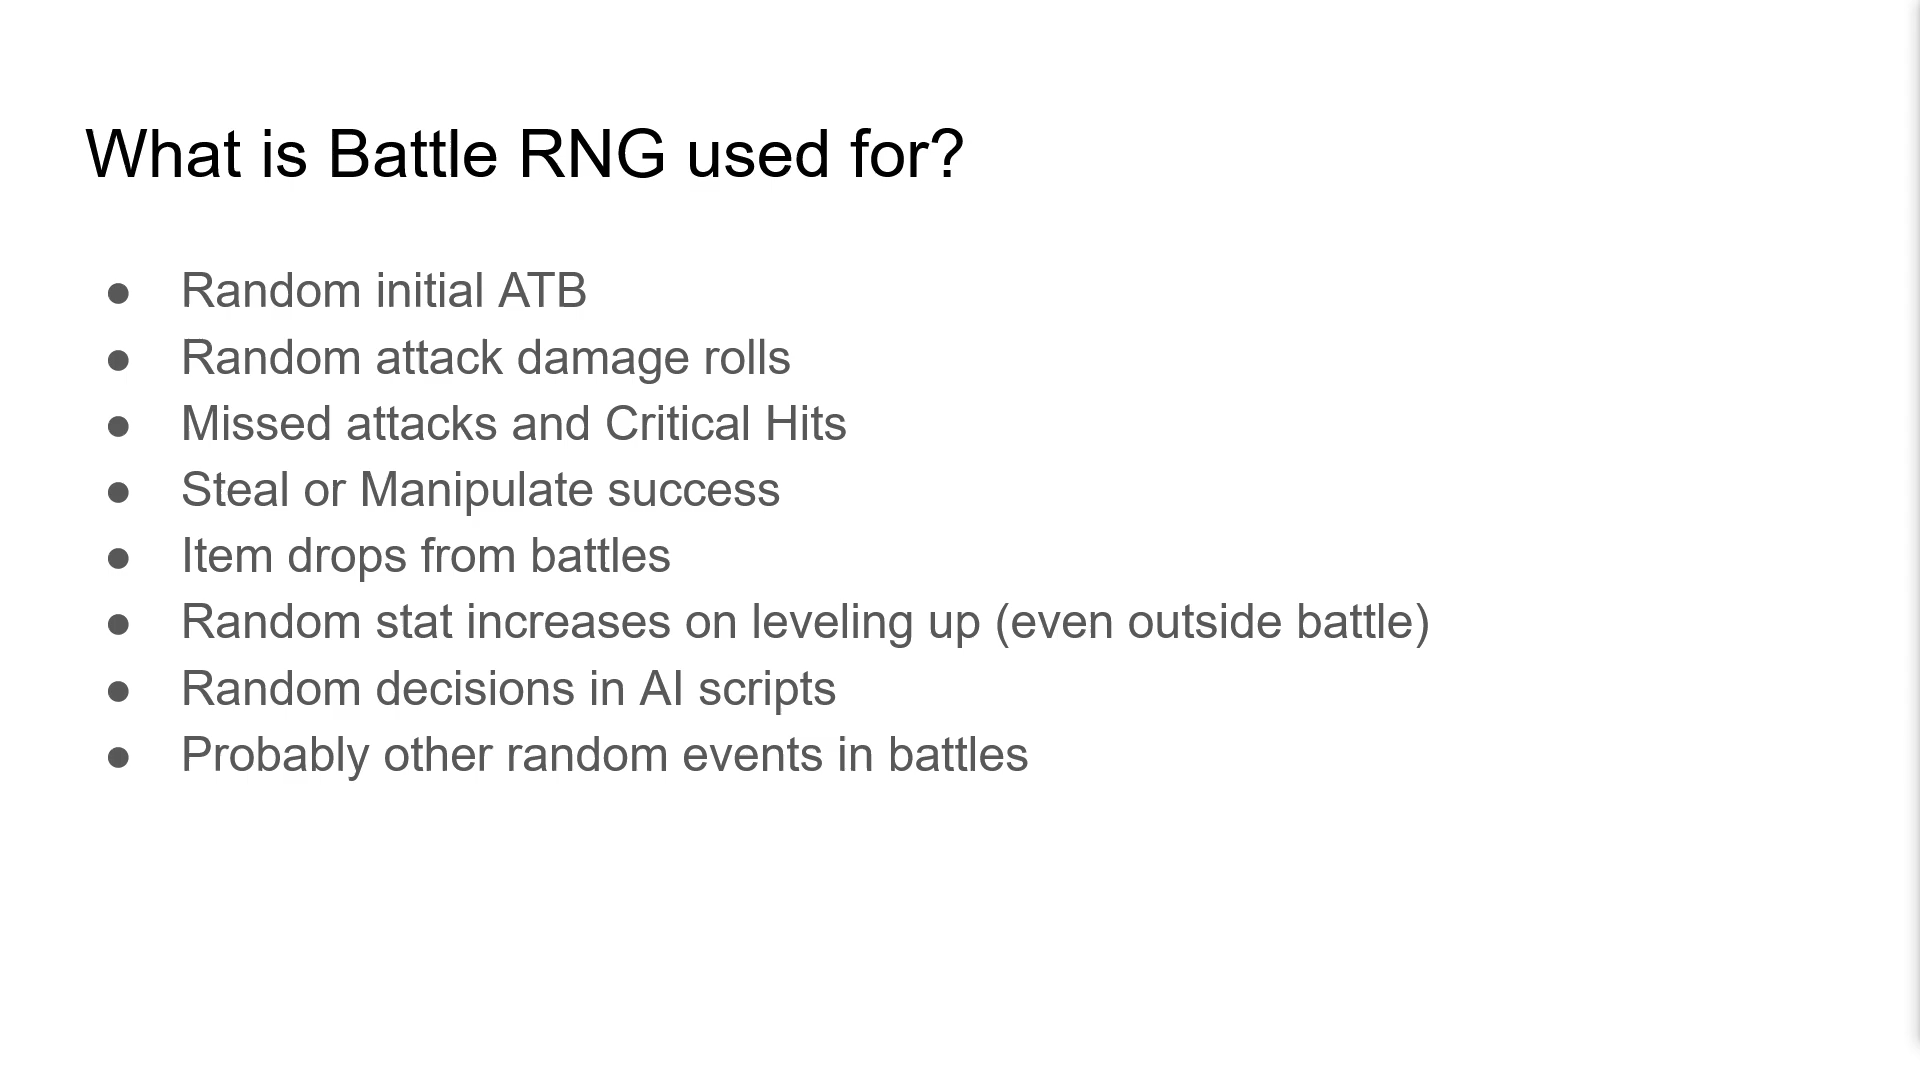 What is Battle RNG used for?
● Random initial ATB
● Random attack damage rolls
● Missed attacks and Critical Hits
● Steal or Manipulate success
● Item drops from battles
● Random stat increases on leveling up (even outside battle)
● Random decisions in AI scripts
● Probably other random events in battles